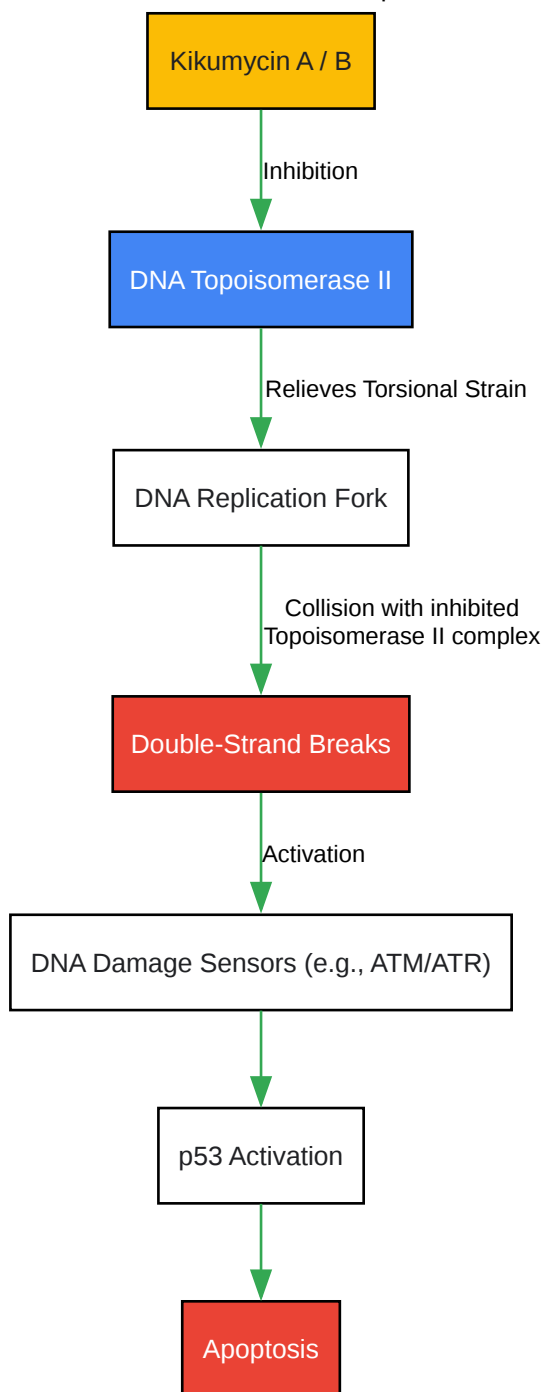 Kikumycin A / B
Inhibition
DNA Topoisomerase II
Relieves Torsional Strain
DNA Replication Fork
Collision with inhibited
Topoisomerase II complex
Double-Strand Breaks
Activation
DNA Damage Sensors (e.g., ATM/ATR)
p53 Activation
Apoptosis